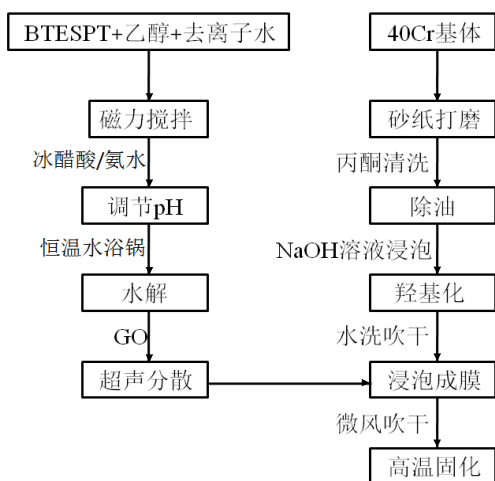 BTESPT+乙醇+去离子水
磁力搅拌
冰醋酸/氨水
调节pH
恒温水浴锅
水解
GO
超声分散
40Cr基体
砂纸打磨
丙酮清洗
除油
NaOH溶液浸泡
羟基化
水洗吹干
浸泡成膜
微风吹干
高温固化